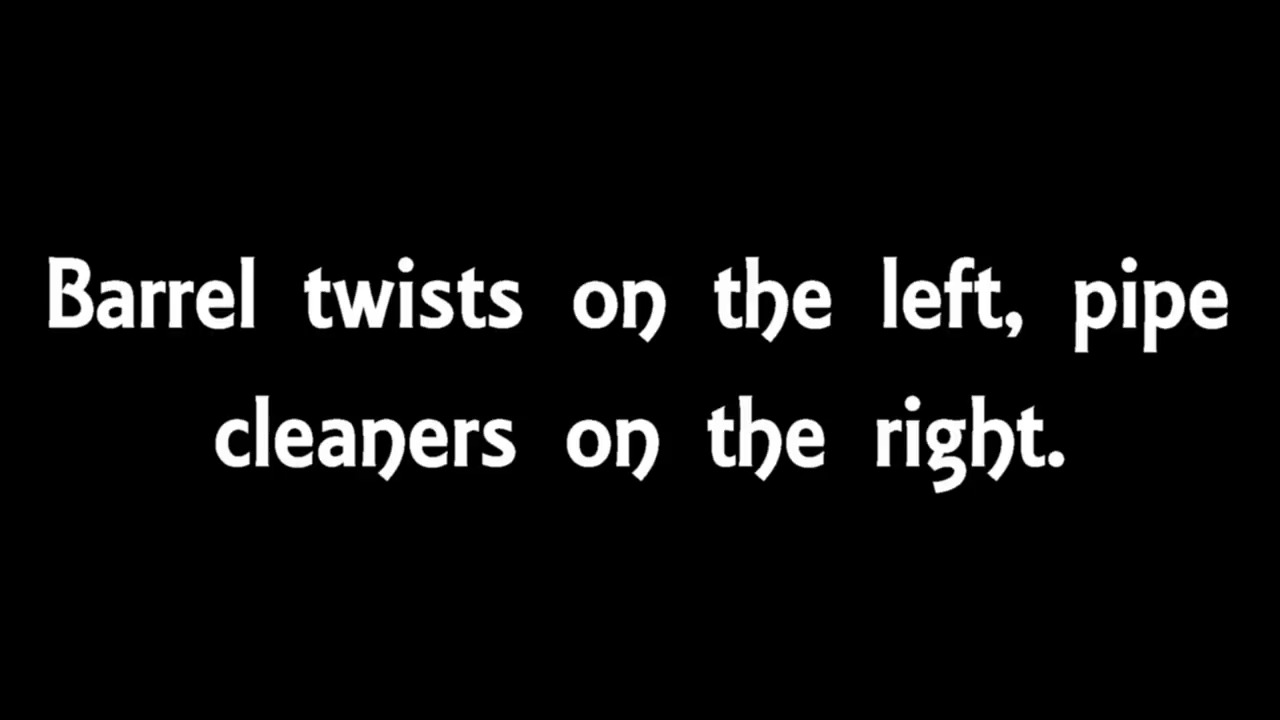 Barrel twists on the left, pipe
cleaners on the right.